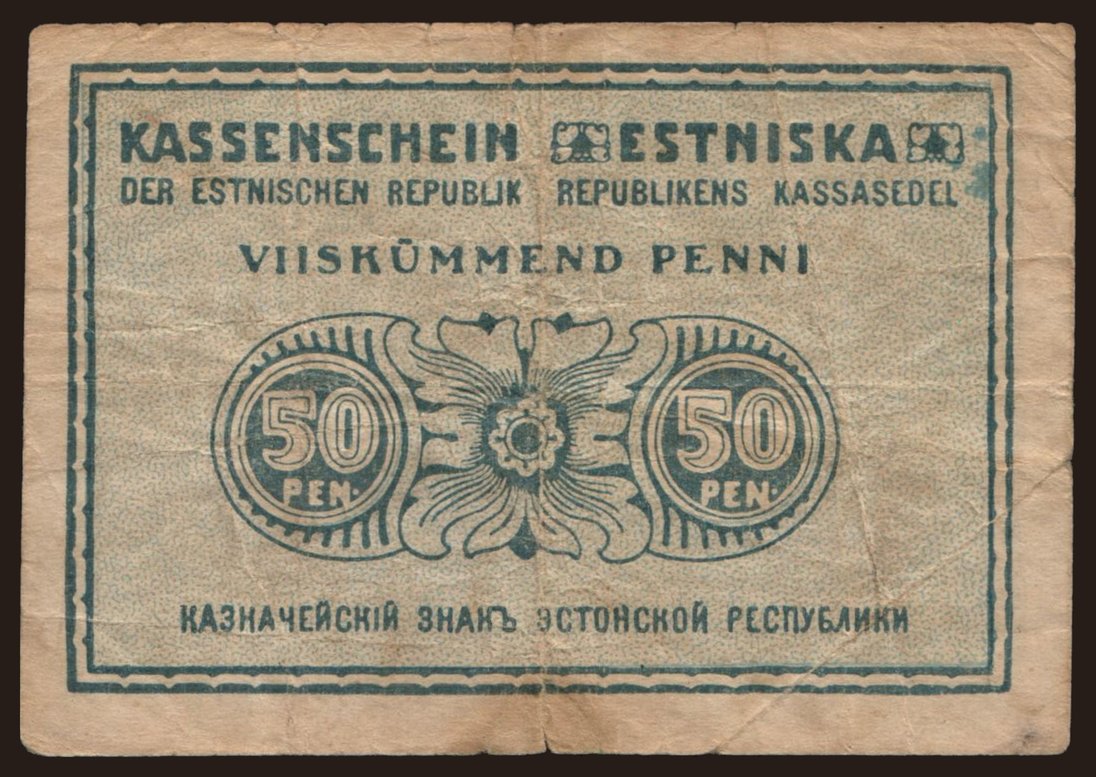 KASSENSCHEIN ESTNISKA
DER ESTNISCHEN REPUBLIK REPUBLIKENS KASSASEDEL
VIISKÜMMEND PENNI
50 50
PEN. PEN.
КАЗНАЧЕЙСКІЙ ЗНАКЪ ЭСТОНСКОЙ РЕСПУБЛИКИ